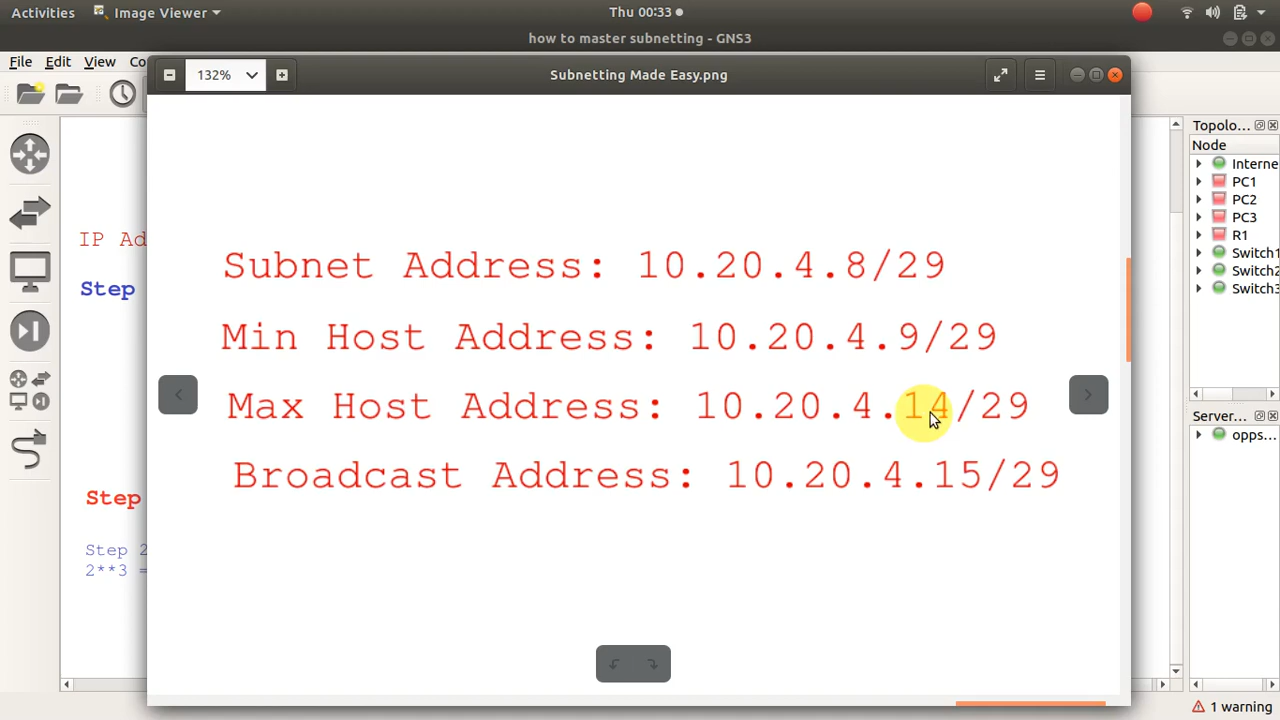 Activities Image Viewer Thu 00:33
how to master subnetting - GNS3
File Edit View Co
132% Subnetting Made Easy.png
Topolo...
Node
Interne
PC1
PC2
PC3
R1
Switch1
Switch2
Switch3
IP Ad
Step
Subnet Address: 10.20.4.8/29
Min Host Address: 10.20.4.9/29
Max Host Address: 10.20.4.14/29
Broadcast Address: 10.20.4.15/29
Server...
opps...
Step
Step 2
2**3 =
1 warning